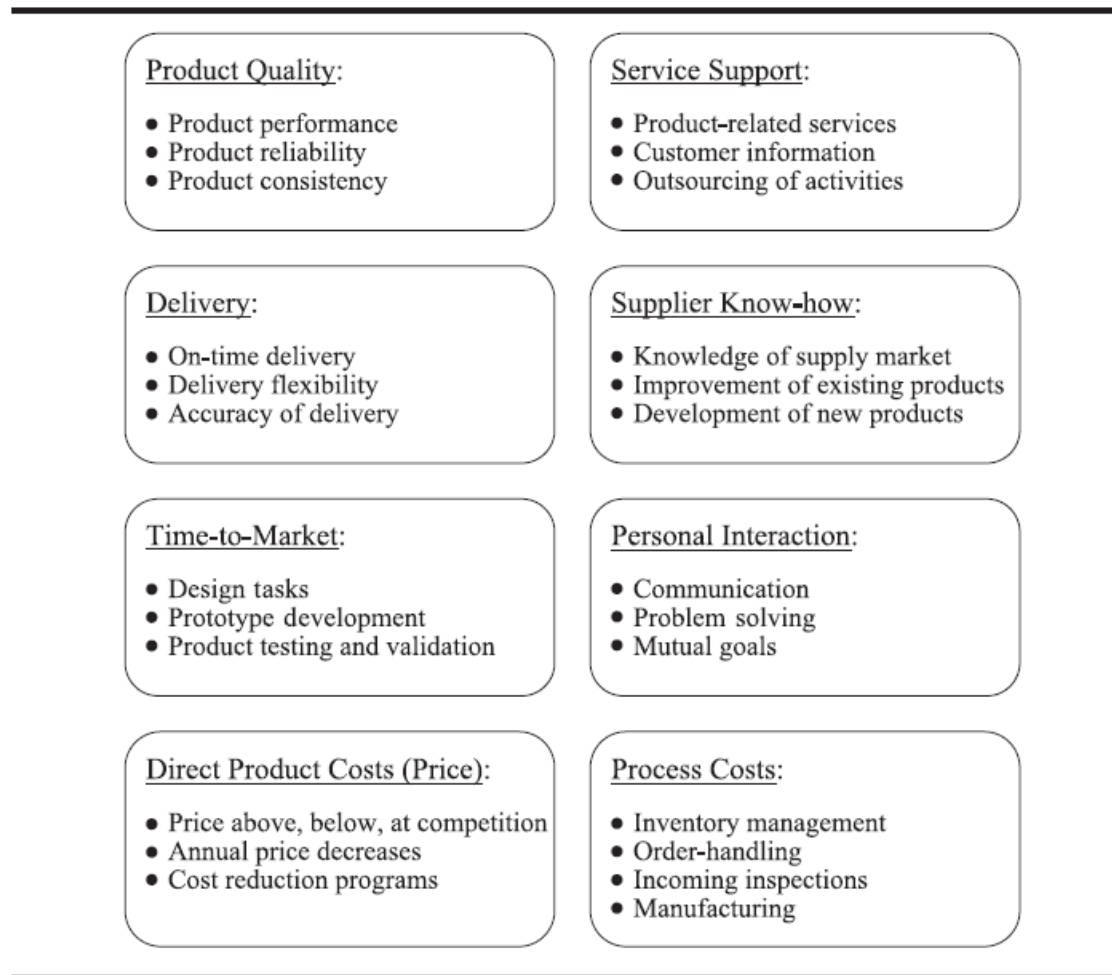 Product Quality:
• Product performance
• Product reliability
• Product consistency
Service Support:
• Product-related services
• Customer information
• Outsourcing of activities
Delivery:
• On-time delivery
• Delivery flexibility
• Accuracy of delivery
Supplier Know-how:
• Knowledge of supply market
• Improvement of existing products
• Development of new products
Time-to-Market:
• Design tasks
• Prototype development
• Product testing and validation
Personal Interaction:
• Communication
• Problem solving
• Mutual goals
Direct Product Costs (Price):
• Price above, below, at competition
• Annual price decreases
• Cost reduction programs
Process Costs:
• Inventory management
• Order-handling
• Incoming inspections
• Manufacturing